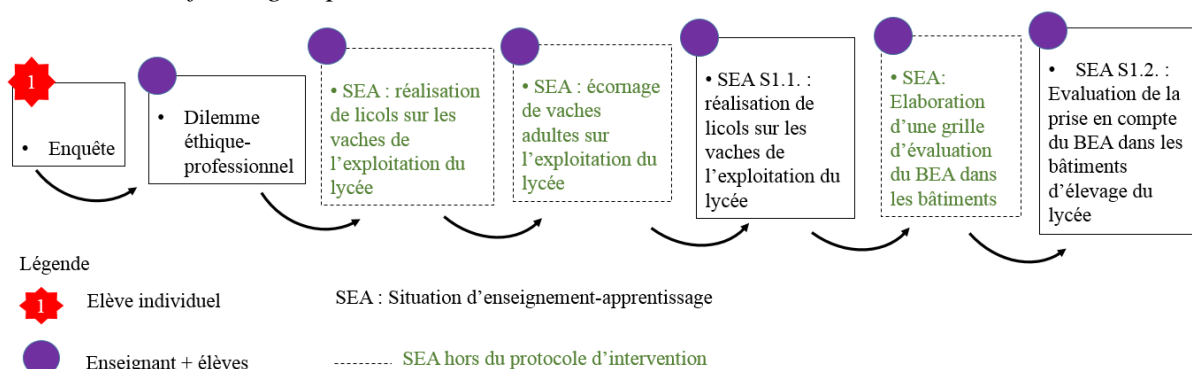 1
• Enquête
• Dilemme
éthique-
professionnel
• SEA : réalisation
de licols sur les
vaches de
l'exploitation du
lycée
• SEA : écornage
de vaches
adultes sur
l'exploitation du
lycée
• SEA S1.1. :
réalisation de
licols sur les
vaches de
l'exploitation du
lycée
• SEA:
Elaboration
d'une grille
d'évaluation
du BEA dans
les bâtiments
• SEA S1.2. :
Evaluation de la
prise en compte
du BEA dans les
bâtiments
d'élevage du
lycée
Légende
1 Elève individuel
SEA : Situation d'enseignement-apprentissage
Enseignant + élèves
SEA hors du protocole d'intervention